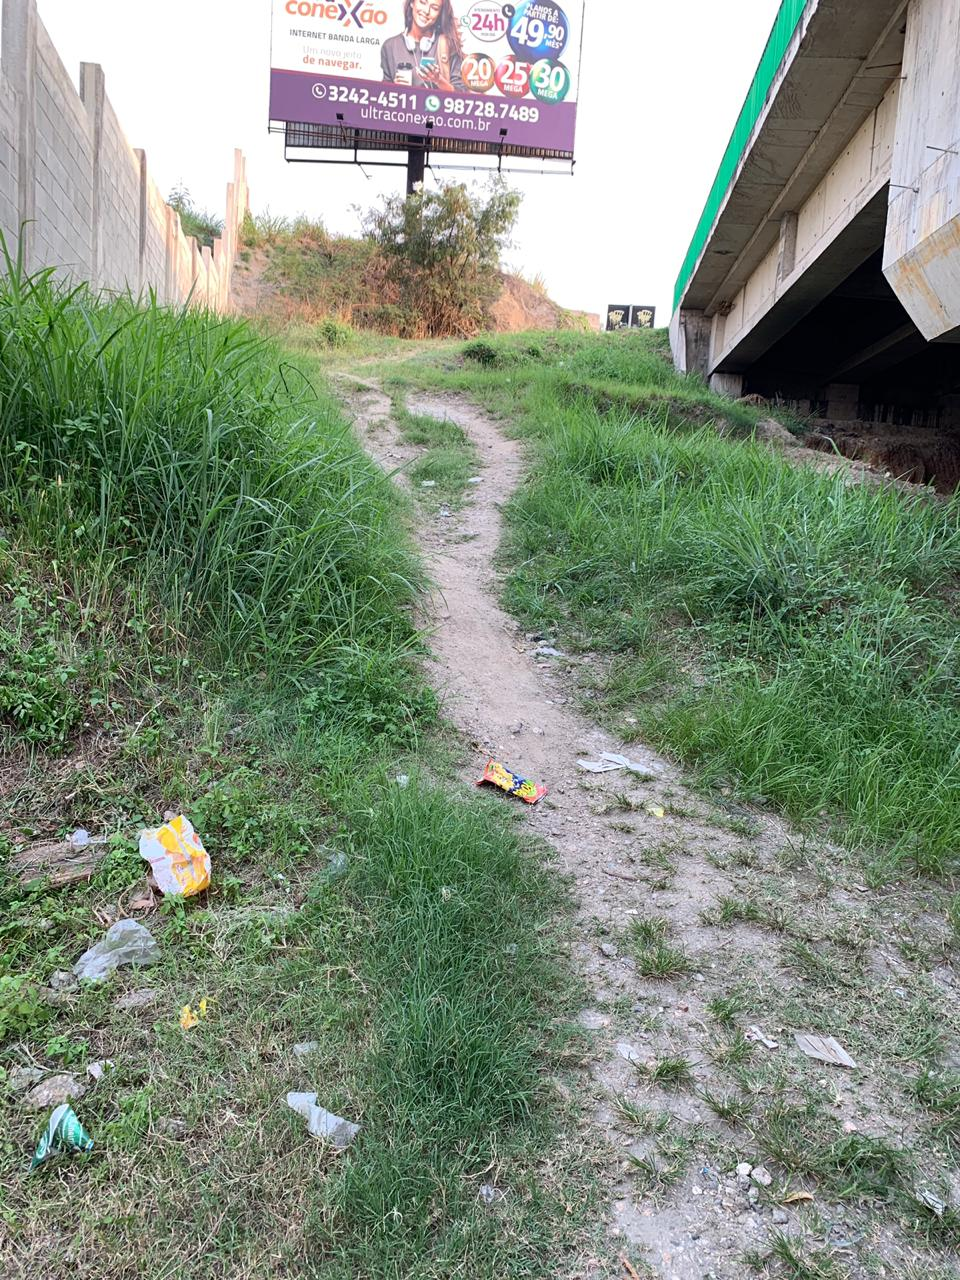 conexão
INTERNET BANDA LARGA
Um novo jeito
de navegar.
ATENDIMENTO
24h
PLANOS A
PARTIR DE:
49,90
MÊS*
20
MEGA
25
MEGA
30
MEGA
3242-4511 98728.7489
ultraconexao.com.br